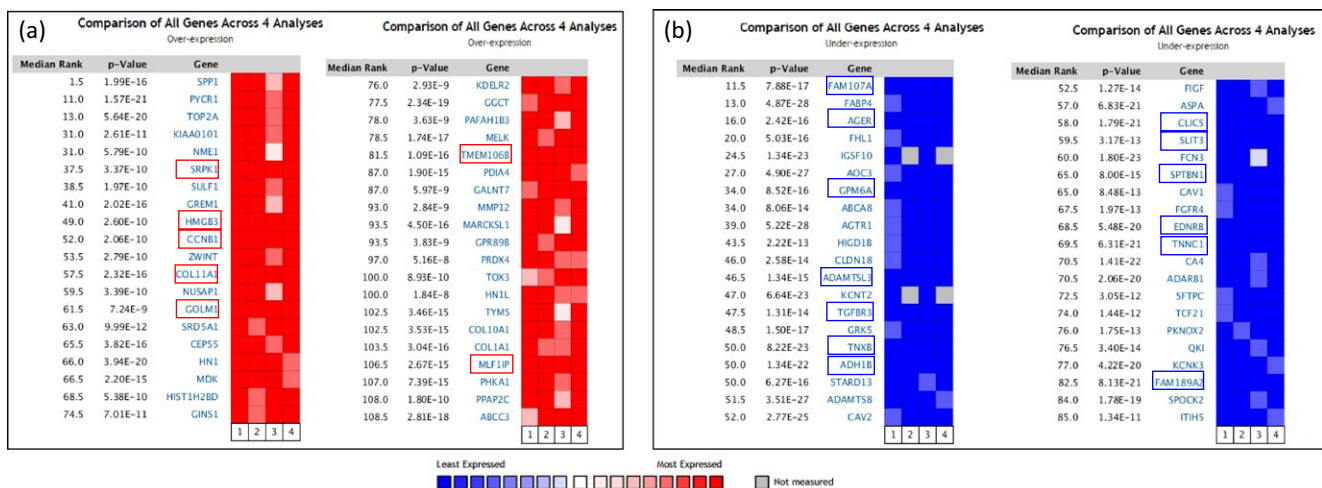 (a)
Comparison of All Genes Across 4 Analyses
Over-expression
Median Rank p-Value Gene
1.5 1.99E-16 SPP1
11.0 1.57E-21 PYCR1
13.0 5.64E-20 TOP2A
31.0 2.61E-11 KIAA0101
31.0 5.79E-10 NME1
37.5 3.37E-10 SRPK1
38.5 1.97E-10 SULF1
41.0 2.02E-16 GREM1
49.0 2.60E-10 HMGB3
52.0 2.06E-10 CCNB1
53.5 2.79E-10 ZWINT
57.5 2.32E-16 COL11A1
59.5 3.39E-10 NUSAP1
61.5 7.24E-9 GOLM1
63.0 9.99E-12 SRD5A1
65.5 3.82E-16 CEP55
66.0 3.94E-20 HN1
66.5 2.20E-15 MDK
68.5 5.38E-10 HIST1H2BD
74.5 7.01E-11 GINS1
1 2 3 4
Comparison of All Genes Across 4 Analyses
Over-expression
Median Rank p-Value Gene
76.0 2.93E-9 KDELR2
77.5 2.34E-19 GGCT
78.0 3.63E-9 PAFAH1B3
78.5 1.74E-17 MELK
81.5 1.09E-16 TMEM106B
87.0 1.90E-15 PDIA4
87.0 5.97E-9 GALNT7
93.0 2.84E-9 MMP12
93.5 4.50E-16 MARCKSL1
93.5 3.83E-9 GPR89B
97.0 5.16E-8 PRDX4
100.0 8.93E-10 TOX3
100.0 1.84E-8 HN1L
102.5 3.46E-15 TYMS
102.5 3.53E-15 COL10A1
103.5 3.04E-16 COL1A1
106.5 2.67E-15 MLF1IP
107.0 7.39E-15 PHKA1
108.0 1.80E-10 PPAP2C
108.5 2.81E-18 ABCC3
1 2 3 4
(b)
Comparison of All Genes Across 4 Analyses
Under-expression
Median Rank p-Value Gene
11.5 7.88E-17 FAM107A
13.0 4.87E-28 FABP4
16.0 2.42E-16 AGER
20.0 5.03E-16 FHL1
24.5 1.34E-23 IGSF10
27.0 4.90E-27 AOC3
34.0 8.52E-16 GPM6A
34.0 8.06E-14 ABCA8
39.0 5.22E-28 AGTR1
43.5 2.22E-13 HIGD1B
46.0 2.58E-14 CLDN18
46.5 1.34E-15 ADAMTSL3
47.0 6.64E-23 KCNT2
47.5 1.31E-14 TGFBR3
48.5 1.50E-17 GRK5
50.0 8.22E-23 TNXB
50.0 1.34E-22 ADH1B
50.0 6.27E-16 STARD13
51.5 3.51E-27 ADAMTS8
52.0 2.77E-25 CAV2
1 2 3 4
Comparison of All Genes Across 4 Analyses
Under-expression
Median Rank p-Value Gene
52.5 1.27E-14 FIGF
57.0 6.83E-21 ASPA
58.0 1.79E-21 CLIC5
59.5 3.17E-13 SLIT3
60.0 1.80E-23 FCN3
65.0 8.00E-15 SPTBN1
65.0 8.48E-13 CAV1
67.5 1.97E-13 FGFR4
68.5 5.48E-20 EDNRB
69.5 6.31E-21 TNNC1
70.5 1.41E-22 CA4
70.5 2.06E-20 ADARB1
72.5 3.05E-12 SFTPC
74.0 1.44E-12 TCF21
76.0 1.75E-13 PKNOX2
76.5 3.40E-14 QKI
77.0 4.22E-20 KCNK3
82.5 8.13E-21 FAM189A2
84.0 1.78E-19 SPOCK2
85.0 1.34E-11 ITIH5
1 2 3 4
Least Expressed Most Expressed
Not measured